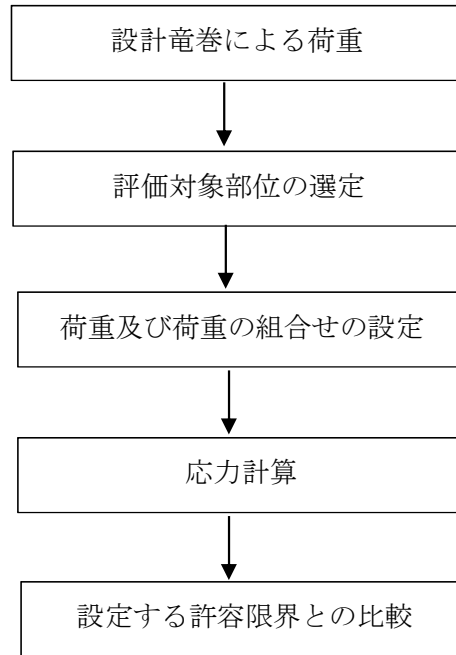 設計竜巻による荷重
評価対象部位の選定
荷重及び荷重の組合せの設定
応力計算
設定する許容限界との比較